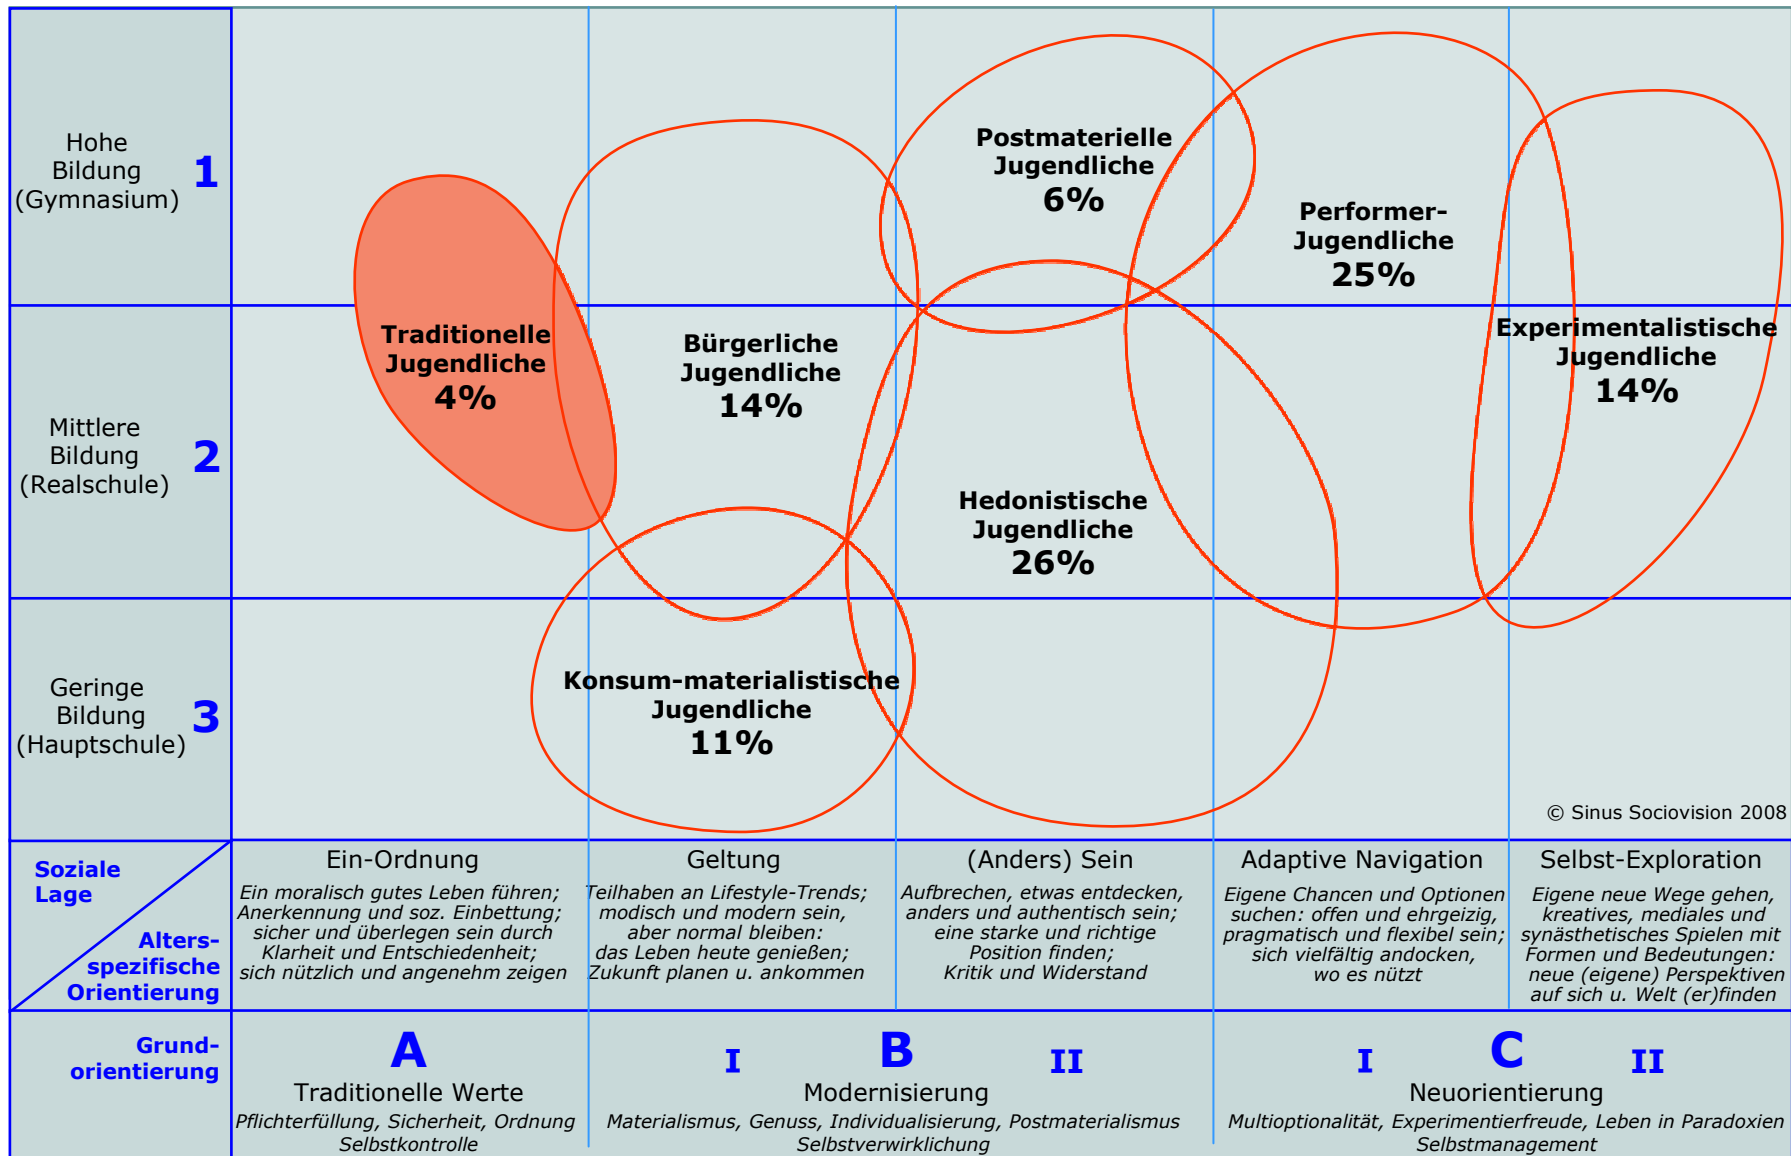 Hohe
Bildung
(Gymnasium)
1
Mittlere
Bildung
(Realschule)
2
Geringe
Bildung
(Hauptschule)
3
Traditionelle
Jugendliche
4%
Bürgerliche
Jugendliche
14%
Postmaterielle
Jugendliche
6%
Performer-
Jugendliche
25%
Experimentalistische
Jugendliche
14%
Hedonistische
Jugendliche
26%
Konsum-materialistische
Jugendliche
11%
© Sinus Sociovision 2008
Soziale
Lage
Alters-
spezifische
Orientierung
Ein-Ordnung
Ein moralisch gutes Leben führen;
Anerkennung und soz. Einbettung;
sicher und überlegen sein durch
Klarheit und Entschiedenheit;
sich nützlich und angenehm zeigen
Geltung
Teilhaben an Lifestyle-Trends;
modisch und modern sein,
aber normal bleiben:
das Leben heute genießen;
Zukunft planen u. ankommen
(Anders) Sein
Aufbrechen, etwas entdecken,
anders und authentisch sein;
eine starke und richtige
Position finden;
Kritik und Widerstand
Adaptive Navigation
Eigene Chancen und Optionen
suchen: offen und ehrgeizig,
pragmatisch und flexibel sein;
sich vielfältig andocken,
wo es nützt
Selbst-Exploration
Eigene neue Wege gehen,
kreatives, mediales und
synästhetisches Spielen mit
Formen und Bedeutungen:
neue (eigene) Perspektiven
auf sich u. Welt (er)finden
Grund-
orientierung
A
Traditionelle Werte
Pflichterfüllung, Sicherheit, Ordnung
Selbstkontrolle
I B II
Modernisierung
Materialismus, Genuss, Individualisierung, Postmaterialismus
Selbstverwirklichung
I C II
Neuorientierung
Multioptionalität, Experimentierfreude, Leben in Paradoxien
Selbstmanagement